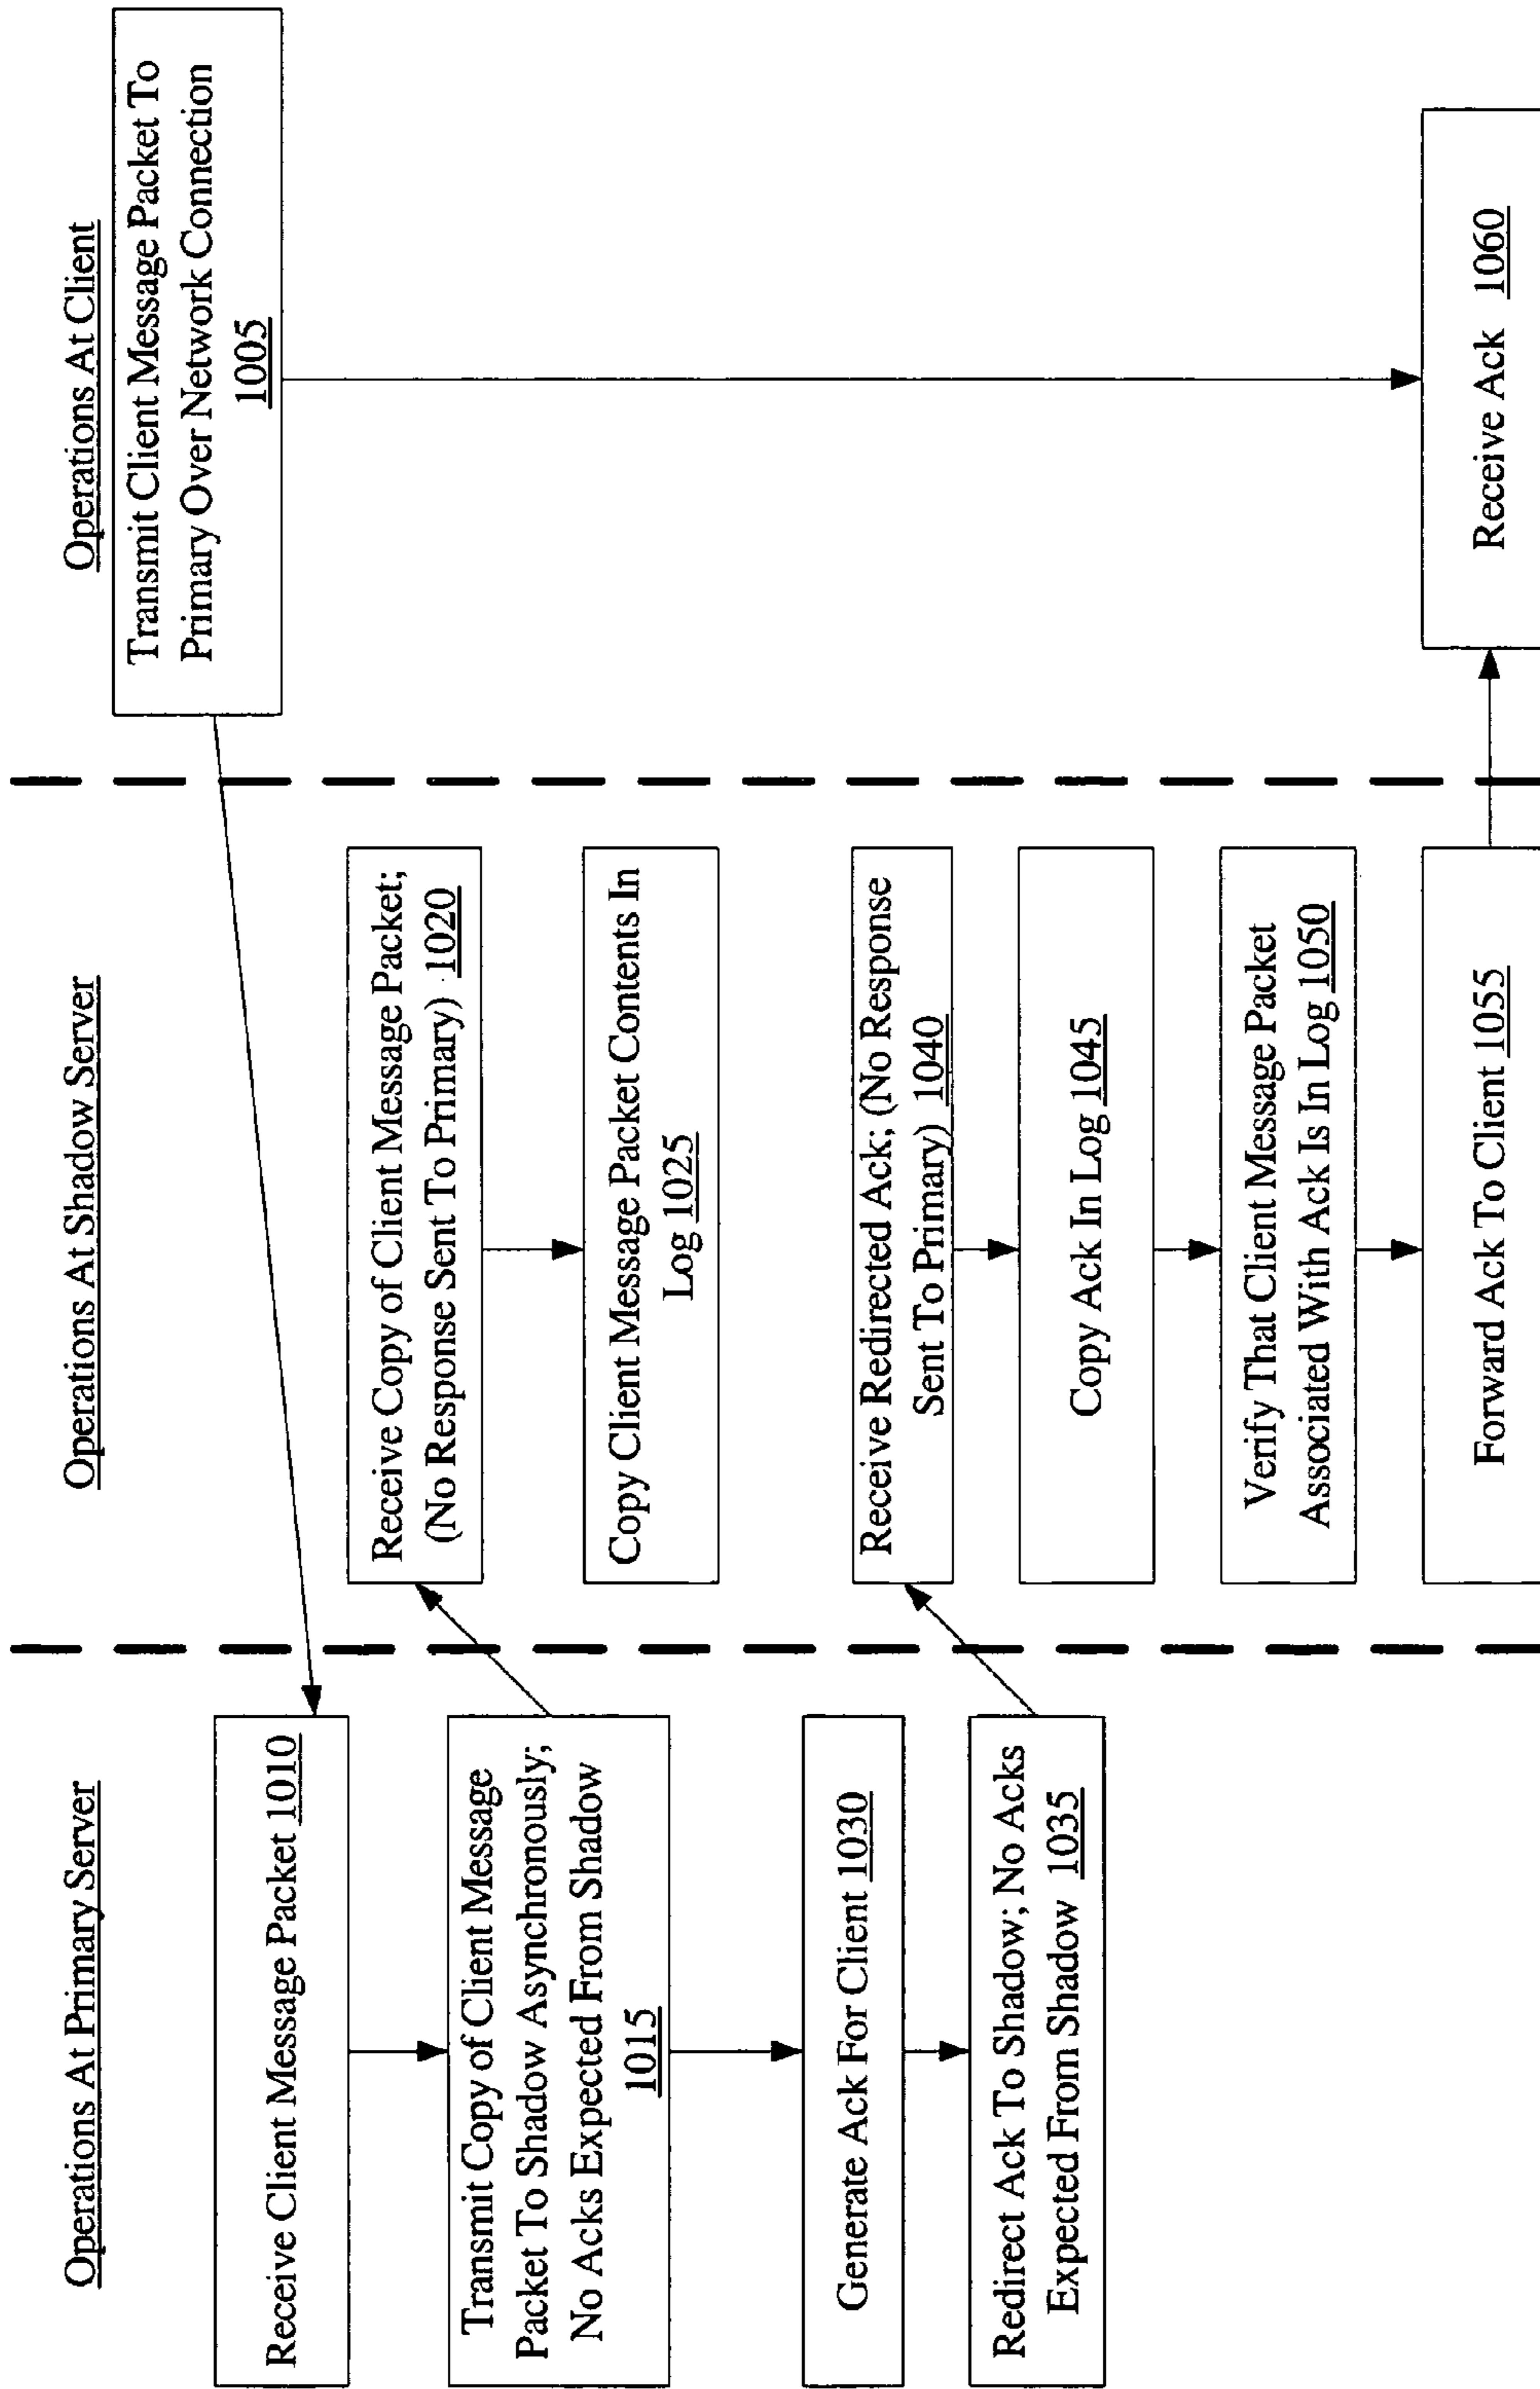 Operations At Primary Server
Receive Client Message Packet 1010
Transmit Copy of Client Message
Packet To Shadow Asynchronously;
No Acks Expected From Shadow
1015
Generate Ack For Client 1030
Redirect Ack To Shadow; No Acks
Expected From Shadow 1035
Operations At Shadow Server
Receive Copy of Client Message Packet;
(No Response Sent To Primary) 1020
Copy Client Message Packet Contents In
Log 1025
Receive Redirected Ack; (No Response
Sent To Primary) 1040
Copy Ack In Log 1045
Verify That Client Message Packet
Associated With Ack Is In Log 1050
Forward Ack To Client 1055
Operations At Client
Transmit Client Message Packet To
Primary Over Network Connection
1005
Receive Ack 1060